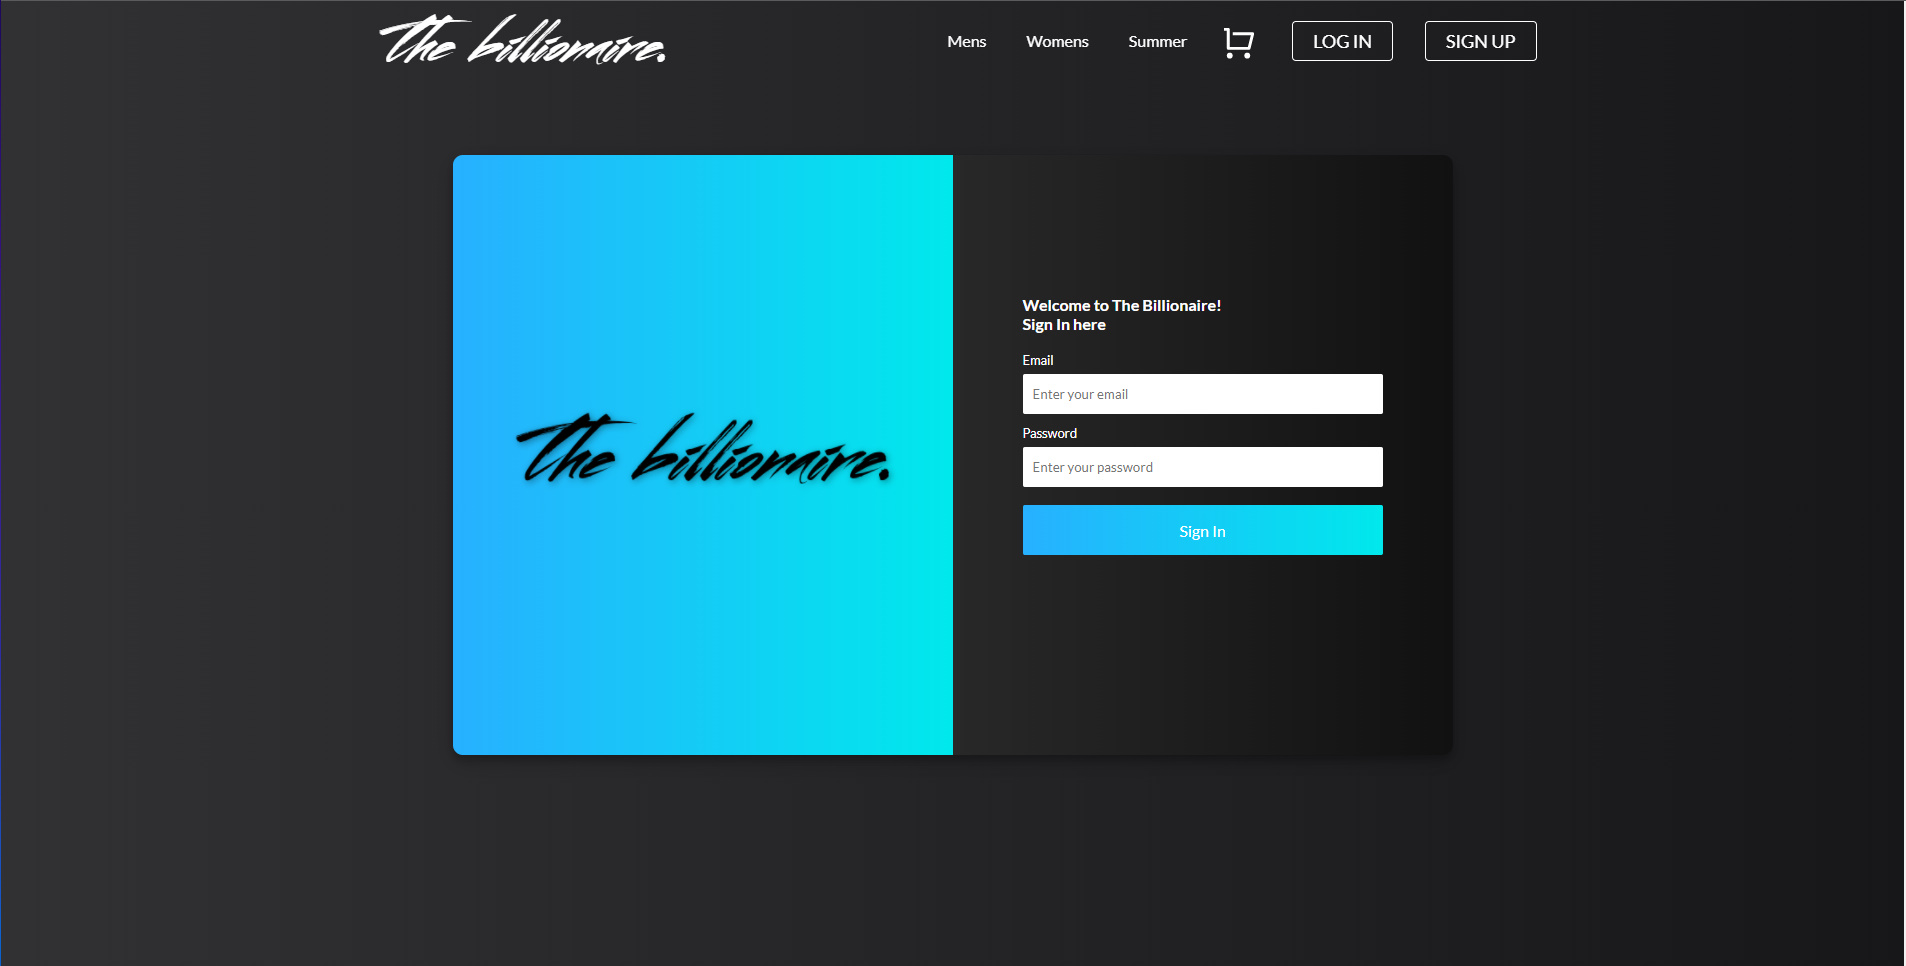 The billionaire.
Mens Womens Summer LOG IN SIGN UP
The billionaire.
Welcome to The Billionaire!
Sign In here
Email
Enter your email
Password
Enter your password
Sign In